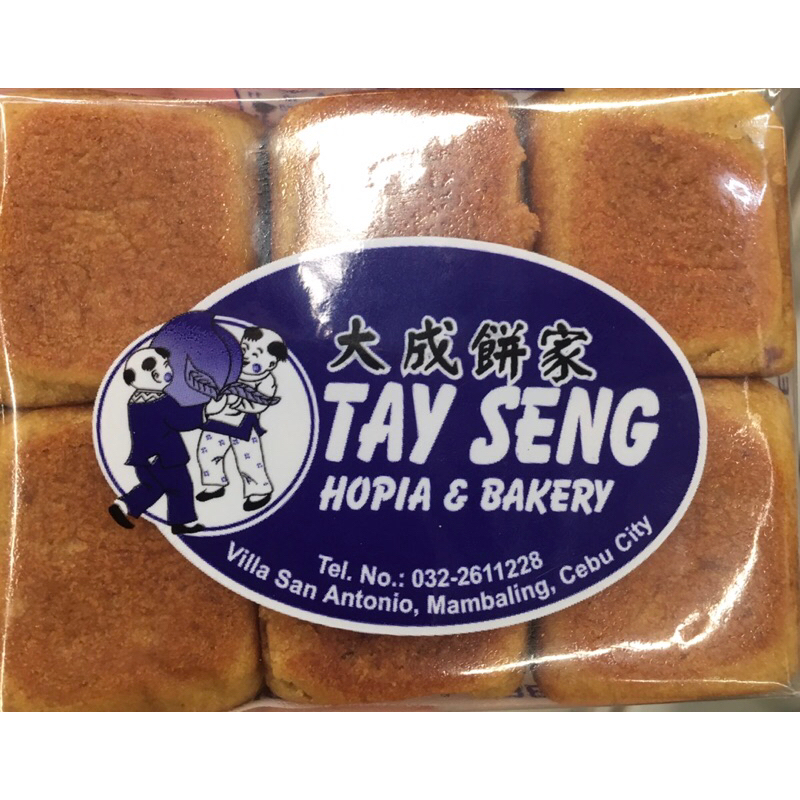 大成餅家
TAY SENG
HOPIA & BAKERY
Tel. No.: 032-2611228
Villa San Antonio, Mambaling, Cebu City